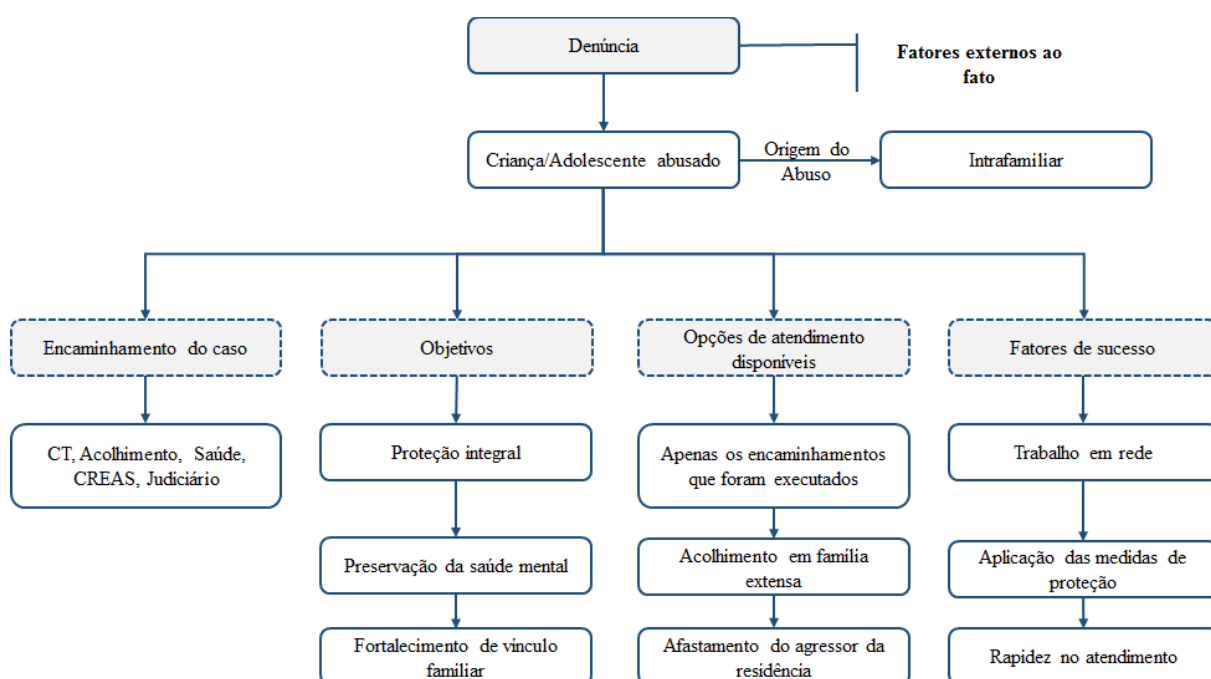 Denúncia
Fatores externos ao
fato
Criança/Adolescente abusado
Origem do
Abuso
Intrafamiliar
Encaminhamento do caso
Objetivos
Opções de atendimento
disponíveis
Fatores de sucesso
CT, Acolhimento, Saúde,
CREAS, Judiciário
Proteção integral
Apenas os encaminhamentos
que foram executados
Trabalho em rede
Preservação da saúde mental
Acolhimento em família
extensa
Aplicação das medidas de
proteção
Fortalecimento de vínculo
familiar
Afastamento do agressor da
residência
Rapidez no atendimento